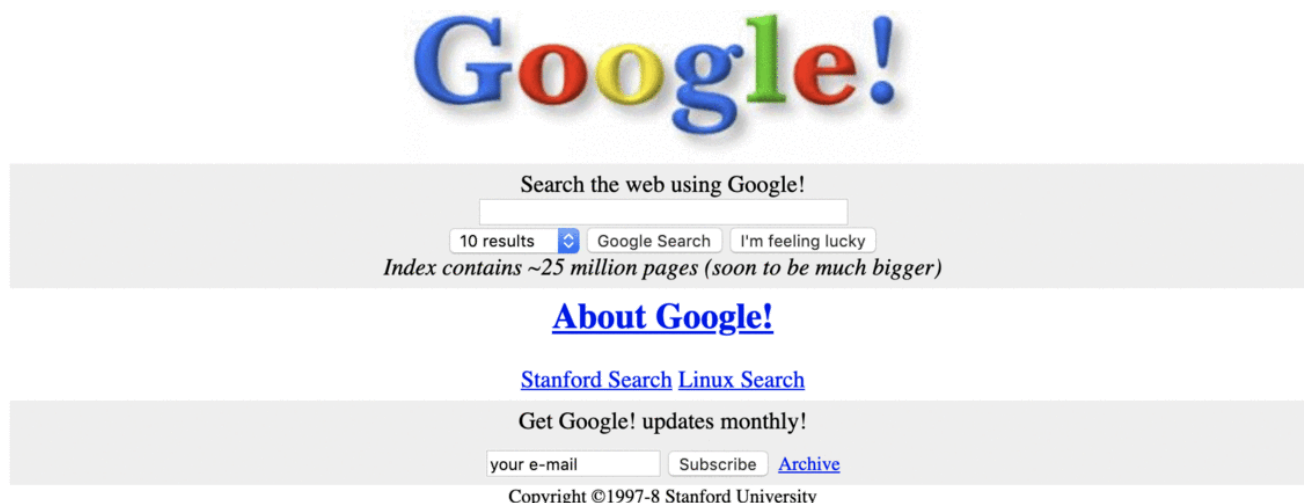 Google!
Search the web using Google!
10 results Google Search I'm feeling lucky
Index contains ~25 million pages (soon to be much bigger)
About Google!
Stanford Search Linux Search
Get Google! updates monthly!
your e-mail Subscribe Archive
Copyright ©1997-8 Stanford University